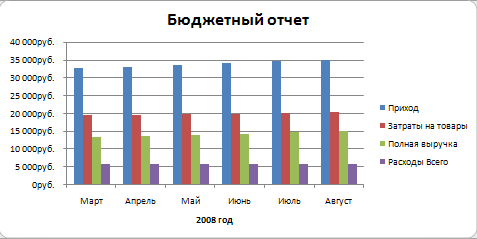 Бюджетный отчет
40 000руб.
35 000руб.
30 000руб.
25 000руб.
20 000руб.
15 000руб.
10 000руб.
5 000руб.
0руб.
Март Апрель Май Июнь Июль Август
2008 год
Приход
Затраты на товары
Полная выручка
Расходы Всего